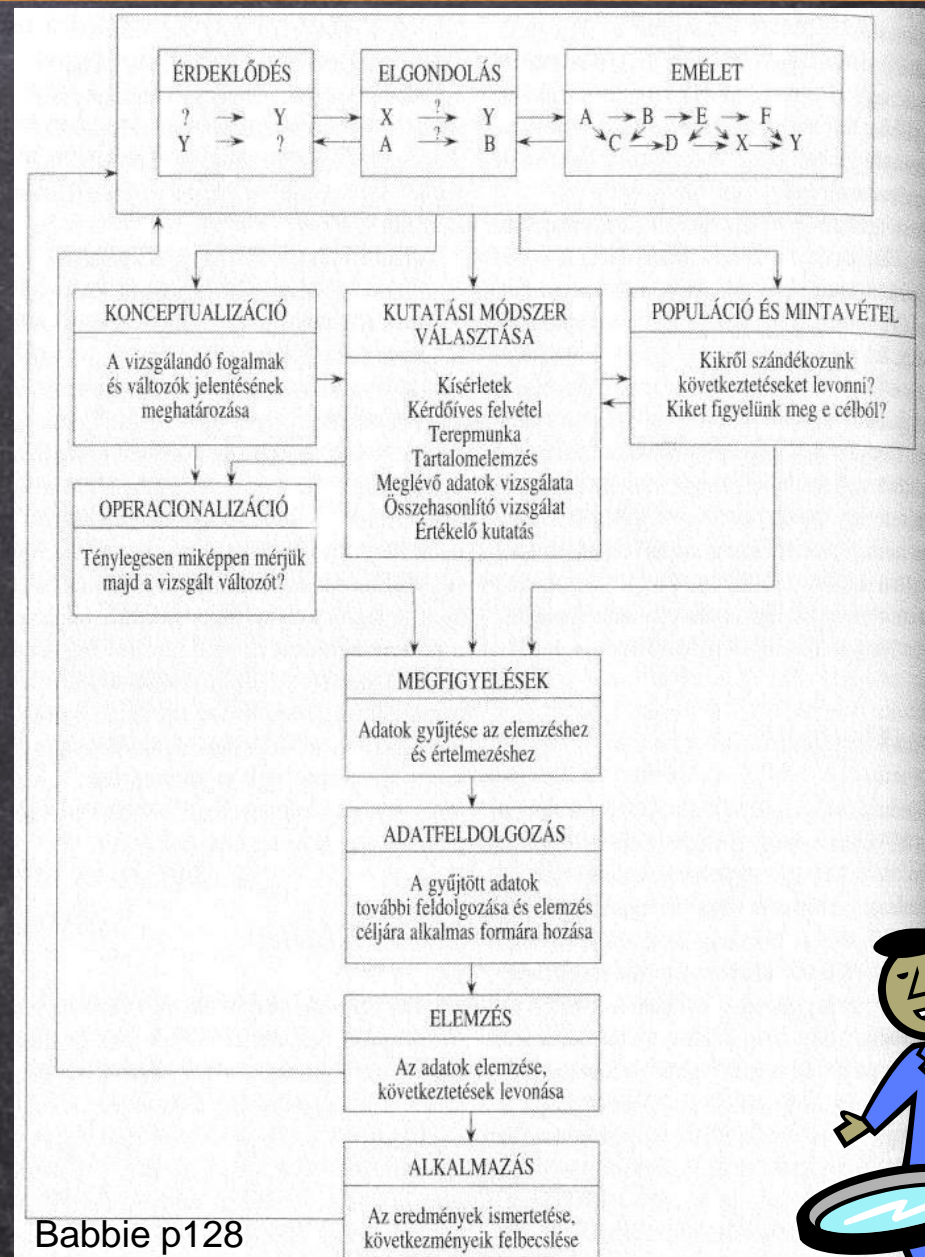 ÉRDEKLŐDÉS
? Y
Y ?
ELGONDOLÁS
X ? Y
A ? B
EMÉLET
A B E F
C D X Y
KONCEPTUALIZÁCIÓ
A vizsgálandó fogalmak
és változók jelentésének
meghatározása
KUTATÁSI MÓDSZER
VÁLASZTÁSA
Kísérletek
Kérdőíves felvétel
Terepmunka
Tartalomelemzés
Meglévő adatok vizsgálata
Összehasonlító vizsgálat
Értékelő kutatás
POPULÁCIÓ ÉS MINTAVÉTEL
Kikről szándékozunk
következtetéseket levonni?
Kiket figyelünk meg e célból?
OPERACIONALIZÁCIÓ
Ténylegesen miképpen mérjük
majd a vizsgált változót?
MEGFIGYELÉSEK
Adatok gyűjtése az elemzéshez
és értelmezéshez
ADATFELDOLGOZÁS
A gyűjtött adatok
további feldolgozása és elemzés
céljára alkalmas formára hozása
ELEMZÉS
Az adatok elemzése,
következtetések levonása
ALKALMAZÁS
Az eredmények ismertetése,
következményeik felbecslése
Babbie p128